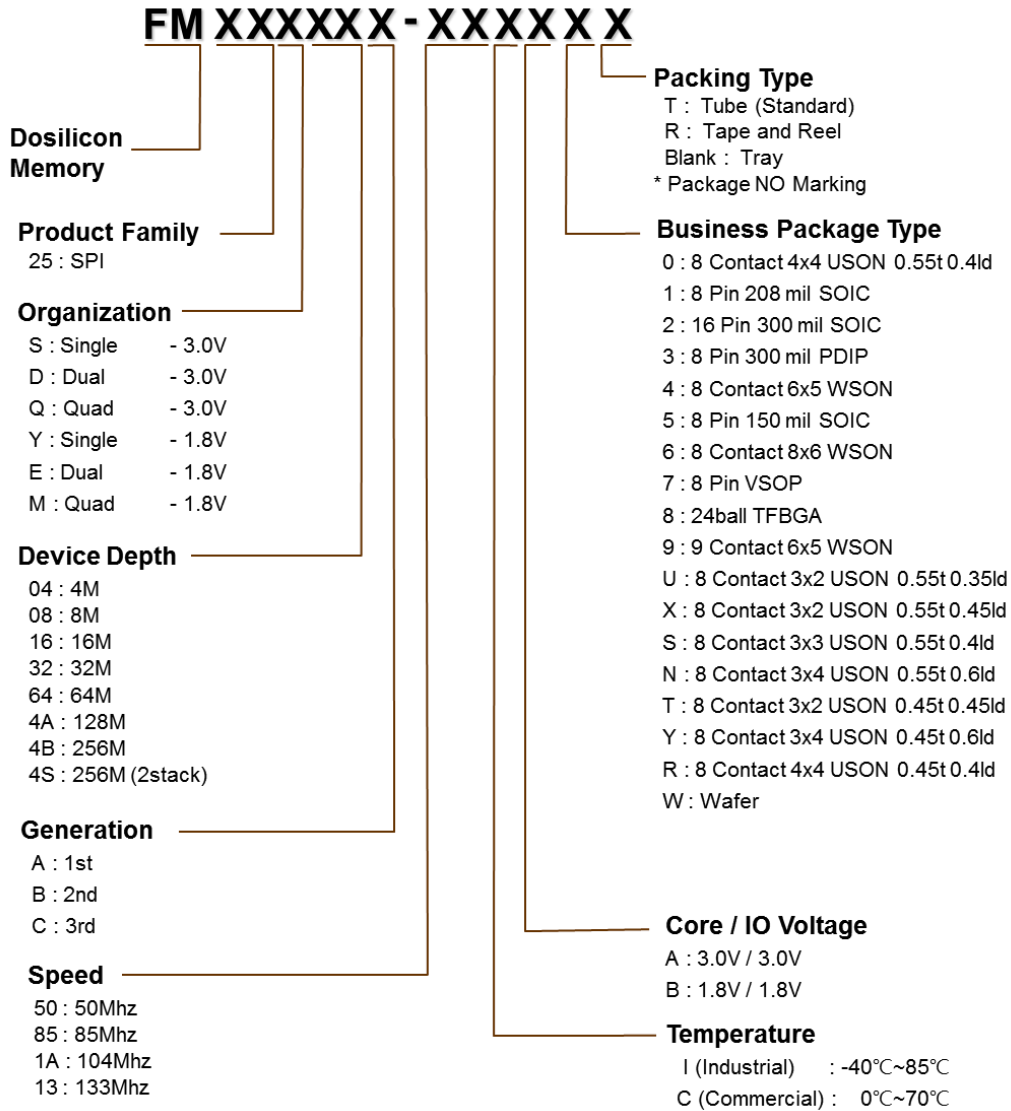 FM XXXXXX-XXXXXX
Dosilicon
Memory
Product Family
25 : SPI
Organization
S : Single - 3.0V
D : Dual - 3.0V
Q : Quad - 3.0V
Y : Single - 1.8V
E : Dual - 1.8V
M : Quad - 1.8V
Device Depth
04 : 4M
08 : 8M
16 : 16M
32 : 32M
64 : 64M
4A : 128M
4B : 256M
4S : 256M (2stack)
Generation
A : 1st
B : 2nd
C : 3rd
Speed
50 : 50Mhz
85 : 85Mhz
1A : 104Mhz
13 : 133Mhz
Packing Type
T : Tube (Standard)
R : Tape and Reel
Blank : Tray
* Package NO Marking
Business Package Type
0 : 8 Contact 4x4 USON 0.55t 0.4ld
1 : 8 Pin 208 mil SOIC
2 : 16 Pin 300 mil SOIC
3 : 8 Pin 300 mil PDIP
4 : 8 Contact 6x5 WSON
5 : 8 Pin 150 mil SOIC
6 : 8 Contact 8x6 WSON
7 : 8 Pin VSOP
8 : 24ball TFBGA
9 : 9 Contact 6x5 WSON
U : 8 Contact 3x2 USON 0.55t 0.35ld
X : 8 Contact 3x2 USON 0.55t 0.45ld
S : 8 Contact 3x3 USON 0.55t 0.4ld
N : 8 Contact 3x4 USON 0.55t 0.6ld
T : 8 Contact 3x2 USON 0.45t 0.45ld
Y : 8 Contact 3x4 USON 0.45t 0.6ld
R : 8 Contact 4x4 USON 0.45t 0.4ld
W : Wafer
Core / IO Voltage
A : 3.0V / 3.0V
B : 1.8V / 1.8V
Temperature
I (Industrial) : -40℃~85℃
C (Commercial) : 0℃~70℃